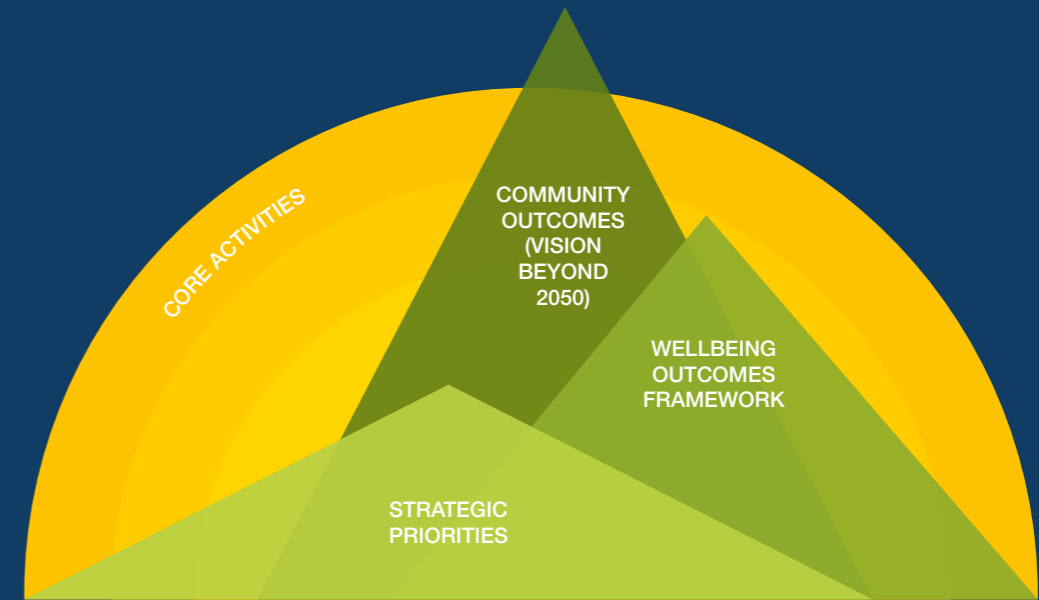 CORE ACTIVITIES
COMMUNITY
OUTCOMES
(VISION
BEYOND
2050)
WELLBEING
OUTCOMES
FRAMEWORK
STRATEGIC
PRIORITIES